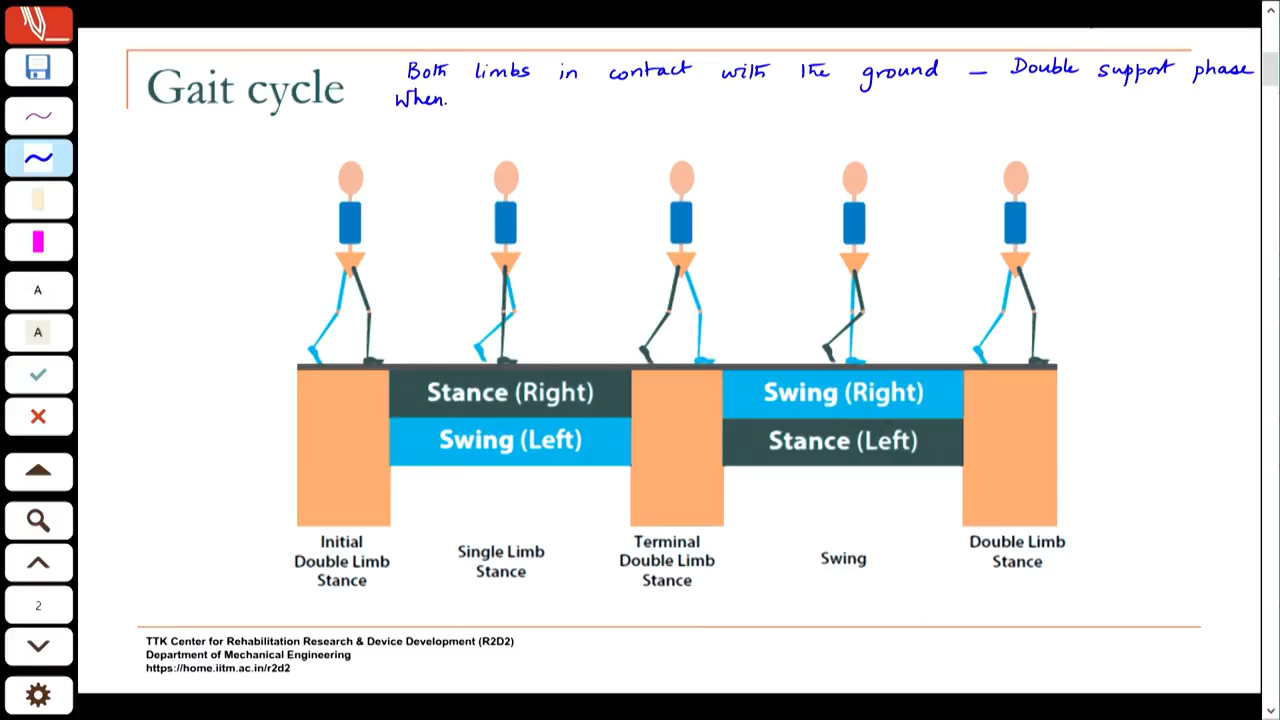 Both limbs in contact with the ground – Double support phase
When.
Gait cycle
Stance (Right)
Swing (Left)
Swing (Right)
Stance (Left)
Initial
Double Limb
Stance
Single Limb
Stance
Terminal
Double Limb
Stance
Swing
Double Limb
Stance
TTK Center for Rehabilitation Research & Device Development (R2D2)
Department of Mechanical Engineering
https://home.iitm.ac.in/r2d2
A
A
2